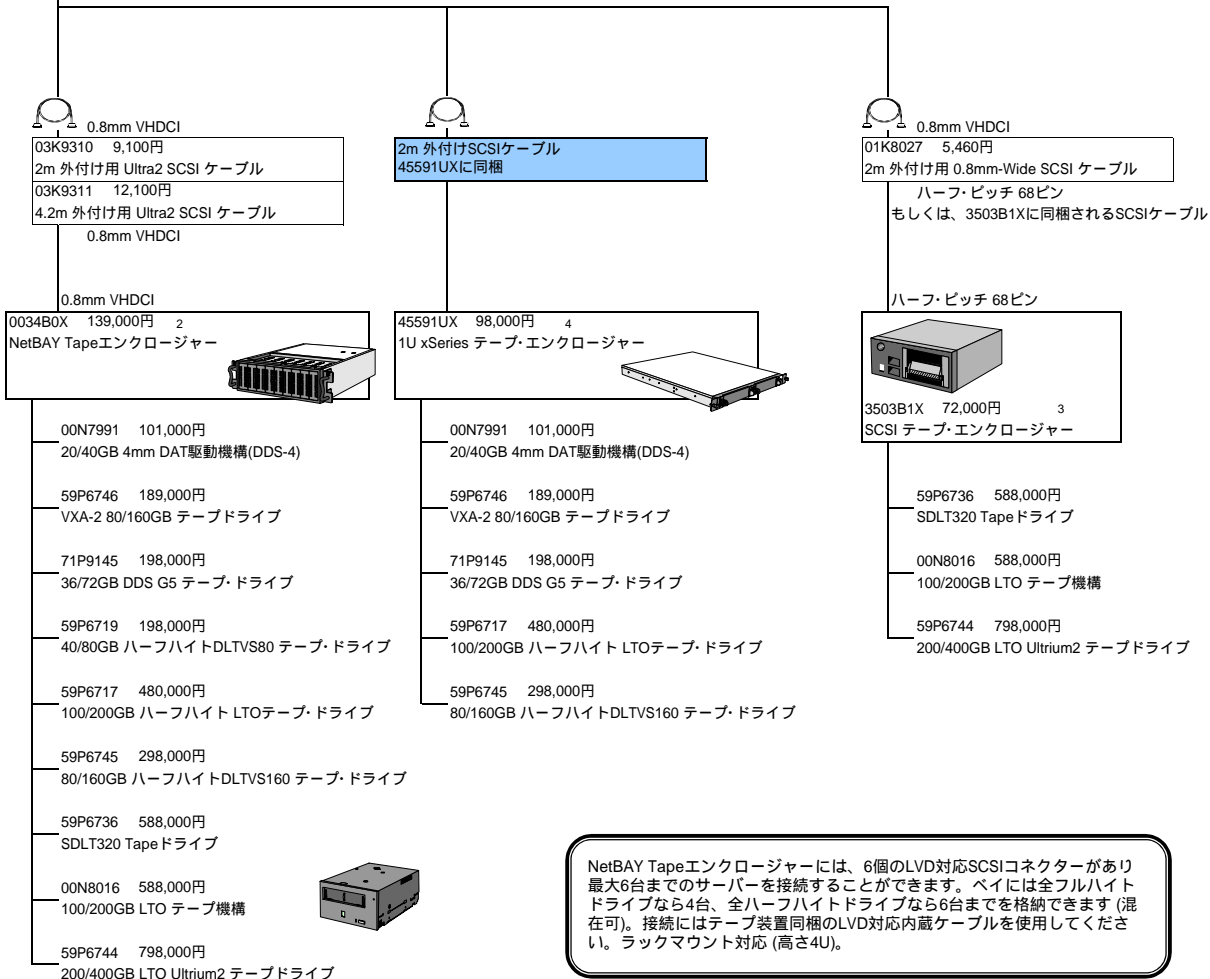 0.8mm VHDCI
03K9310 9,100円
2m 外付け用 Ultra2 SCSI ケーブル
03K9311 12,100円
4.2m 外付け用 Ultra2 SCSI ケーブル
0.8mm VHDCI
0.8mm VHDCI
0034B0X 139,000円 2
NetBAY Tapeエンクロージャー
00N7991 101,000円
20/40GB 4mm DAT駆動機構(DDS-4)
59P6746 189,000円
VXA-2 80/160GB テープドライブ
71P9145 198,000円
36/72GB DDS G5 テープ・ドライブ
59P6719 198,000円
40/80GB ハーフハイトDLTVS80 テープ・ドライブ
59P6717 480,000円
100/200GB ハーフハイト LTOテープ・ドライブ
59P6745 298,000円
80/160GB ハーフハイトDLTVS160 テープ・ドライブ
59P6736 588,000円
SDLT320 Tapeドライブ
00N8016 588,000円
100/200GB LTO テープ機構
59P6744 798,000円
200/400GB LTO Ultrium2 テープドライブ
2m 外付けSCSIケーブル
45591UXに同梱
45591UX 98,000円 4
1U xSeries テープ・エンクロージャー
00N7991 101,000円
20/40GB 4mm DAT駆動機構(DDS-4)
59P6746 189,000円
VXA-2 80/160GB テープドライブ
71P9145 198,000円
36/72GB DDS G5 テープ・ドライブ
59P6717 480,000円
100/200GB ハーフハイト LTOテープ・ドライブ
59P6745 298,000円
80/160GB ハーフハイトDLTVS160 テープ・ドライブ
0.8mm VHDCI
01K8027 5,460円
2m 外付け用 0.8mm-Wide SCSI ケーブル
ハーフ・ピッチ 68ピン
もしくは、3503B1Xに同梱されるSCSIケーブル
ハーフ・ピッチ 68ピン
3503B1X 72,000円 3
SCSI テープ・エンクロージャー
59P6736 588,000円
SDLT320 Tapeドライブ
00N8016 588,000円
100/200GB LTO テープ機構
59P6744 798,000円
200/400GB LTO Ultrium2 テープドライブ
NetBAY Tapeエンクロージャーには、6個のLVD対応SCSIコネクターがあり
最大6台までのサーバーを接続することができます。ベイには全フルハイト
ドライブなら4台、全ハーフハイトドライブなら6台までを格納できます (混
在可)。接続にはテープ装置同梱のLVD対応内蔵ケーブルを使用してくださ
い。ラックマウント対応 (高さ4U)。